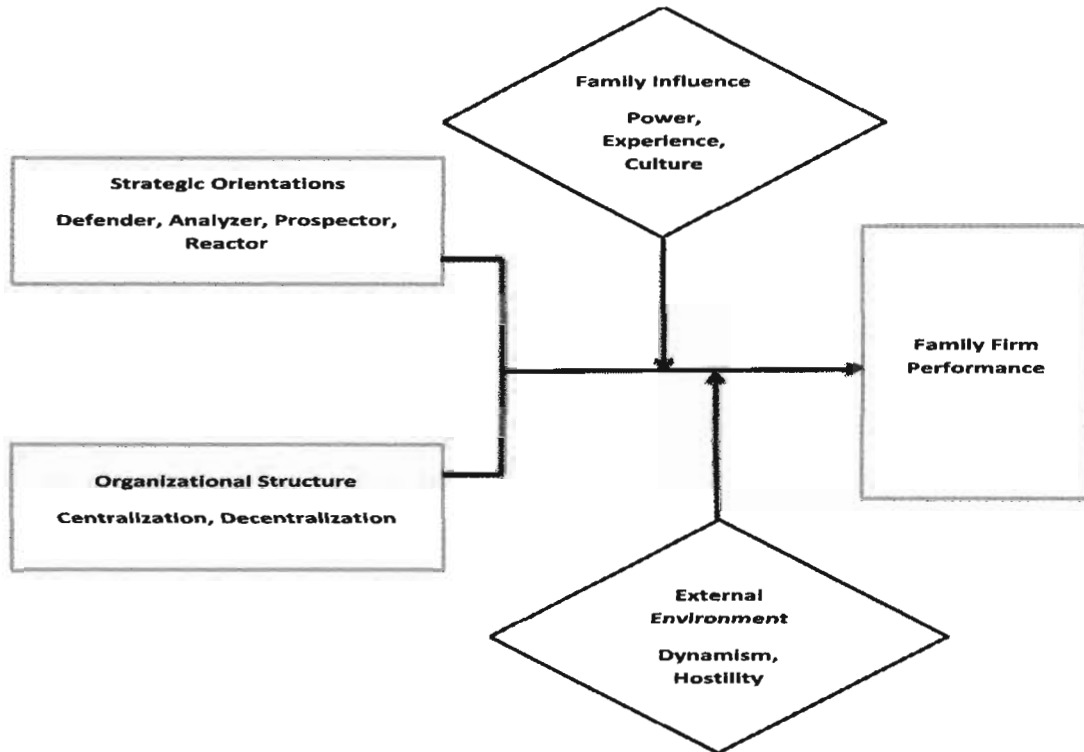 Family Influence
Power,
Experience,
Culture
Strategic Orientations
Defender, Analyzer, Prospector,
Reactor
Family Firm
Performance
Organizational Structure
Centralization, Decentralization
External
Environment
Dynamism,
Hostility